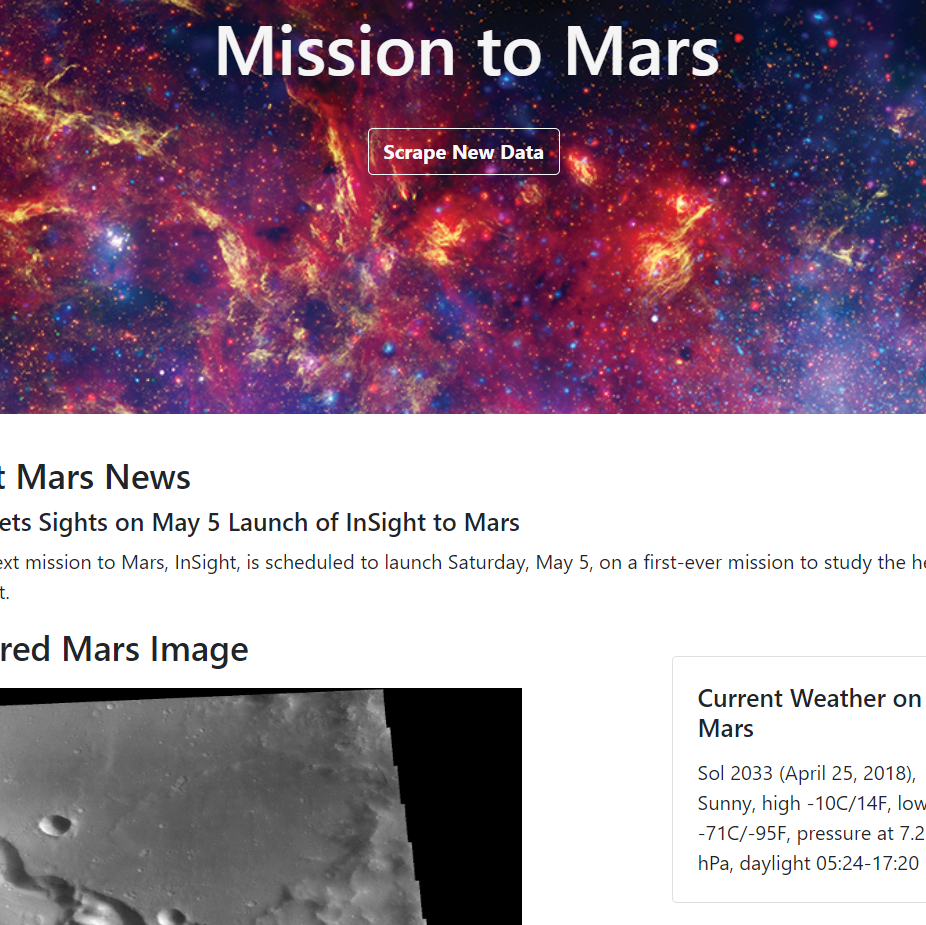 Mission to Mars
Scrape New Data
t Mars News
ets Sights on May 5 Launch of InSight to Mars
ext mission to Mars, InSight, is scheduled to launch Saturday, May 5, on a first-ever mission to study the he
t.
red Mars Image
Current Weather on
Mars
Sol 2033 (April 25, 2018),
Sunny, high -10C/14F, low
-71C/-95F, pressure at 7.2
hPa, daylight 05:24-17:20